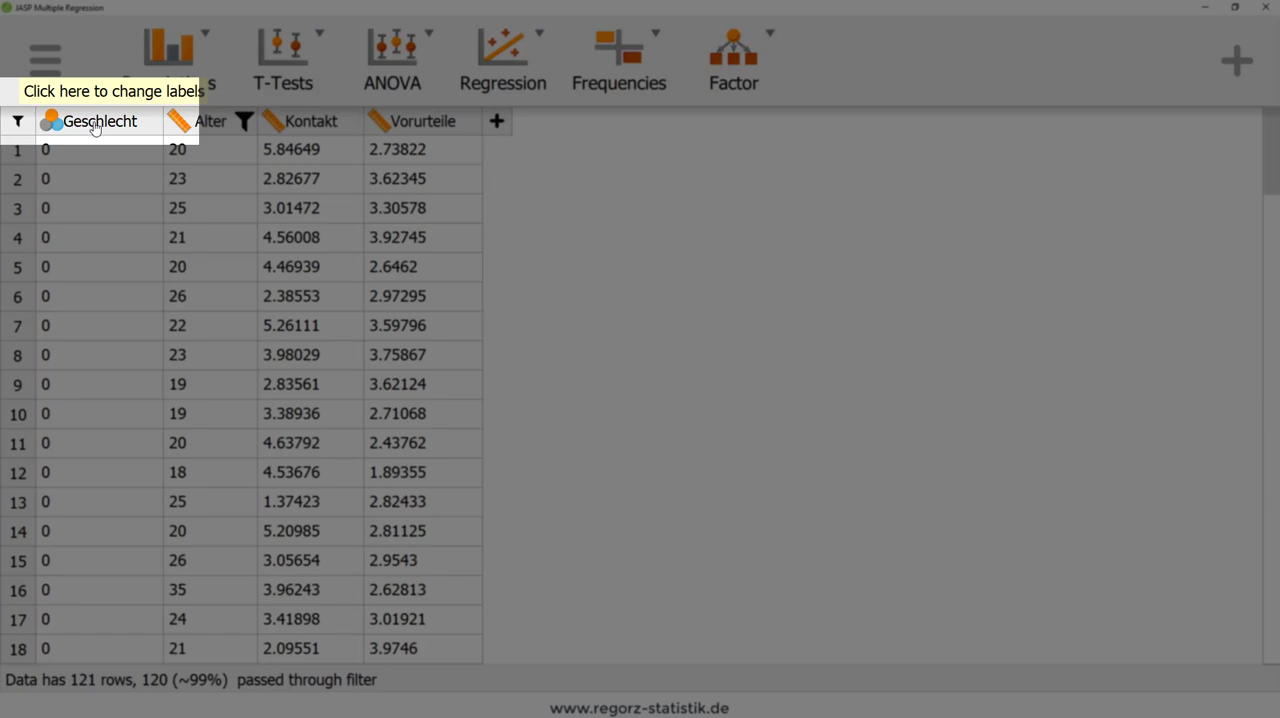 JASP Multiple Regression
s T-Tests ANOVA Regression Frequencies Factor
Click here to change labels
Geschlecht Alter Kontakt Vorurteile
1 0 20 5.84649 2.73822
2 0 23 2.82677 3.62345
3 0 25 3.01472 3.30578
4 0 21 4.56008 3.92745
5 0 20 4.46939 2.6462
6 0 26 2.38553 2.97295
7 0 22 5.26111 3.59796
8 0 23 3.98029 3.75867
9 0 19 2.83561 3.62124
10 0 19 3.38936 2.71068
11 0 20 4.63792 2.43762
12 0 18 4.53676 1.89355
13 0 25 1.37423 2.82433
14 0 20 5.20985 2.81125
15 0 26 3.05654 2.9543
16 0 35 3.96243 2.62813
17 0 24 3.41898 3.01921
18 0 21 2.09551 3.9746
Data has 121 rows, 120 (~99%) passed through filter
www.regorz-statistik.de